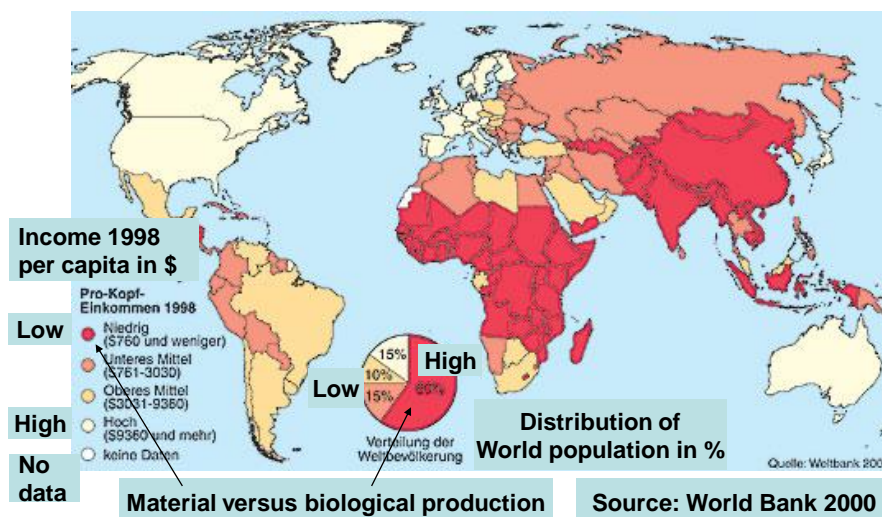 Income 1998
per capita in $
Pro-Kopf-
Einkommen 1998
Low
Niedrig
($760 und weniger)
Unteres Mittel
($761-3030)
Oberes Mittel
($3031-9360)
High
Hoch
($9360 und mehr)
No
data
keine Daten
15%
High
10%
Low
15%
60%
Verteilung der
Weltbevölkerung
Distribution of
World population in %
Quelle: Weltbank
Material versus biological production
Source: World Bank 2000